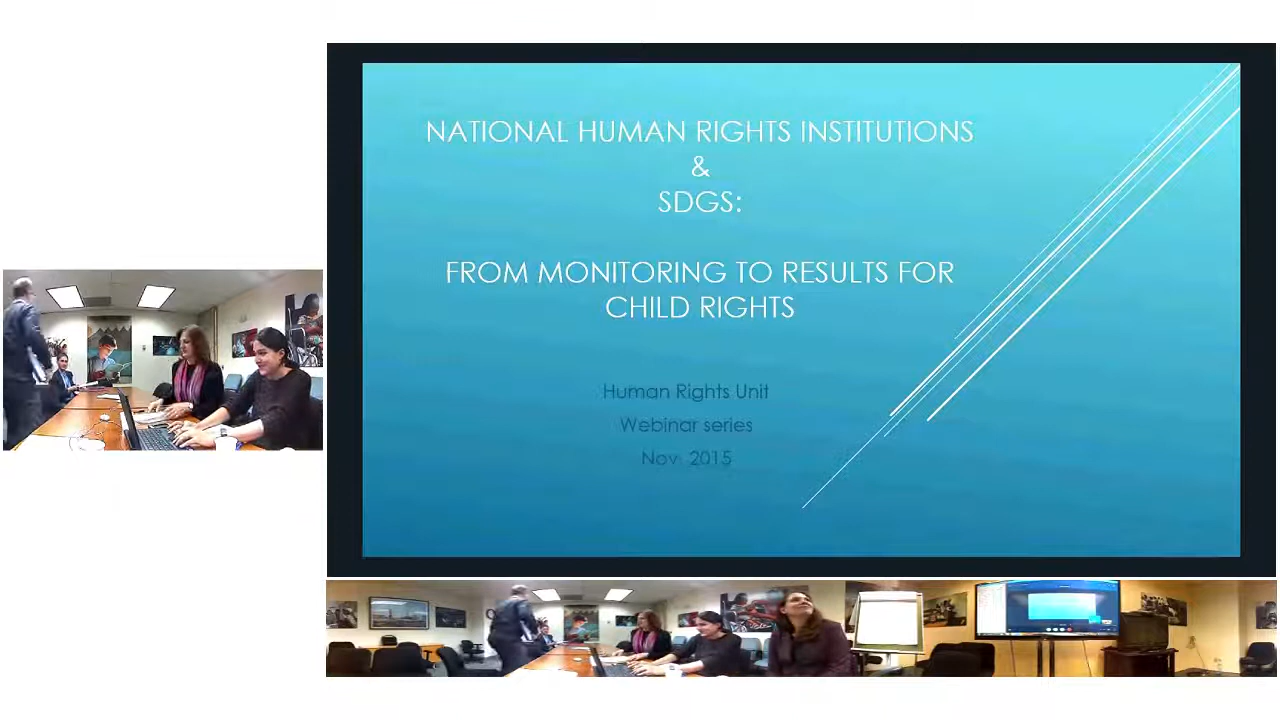 NATIONAL HUMAN RIGHTS INSTITUTIONS
&
SDGS:
FROM MONITORING TO RESULTS FOR
CHILD RIGHTS
Human Rights Unit
Webinar series
Nov 2015